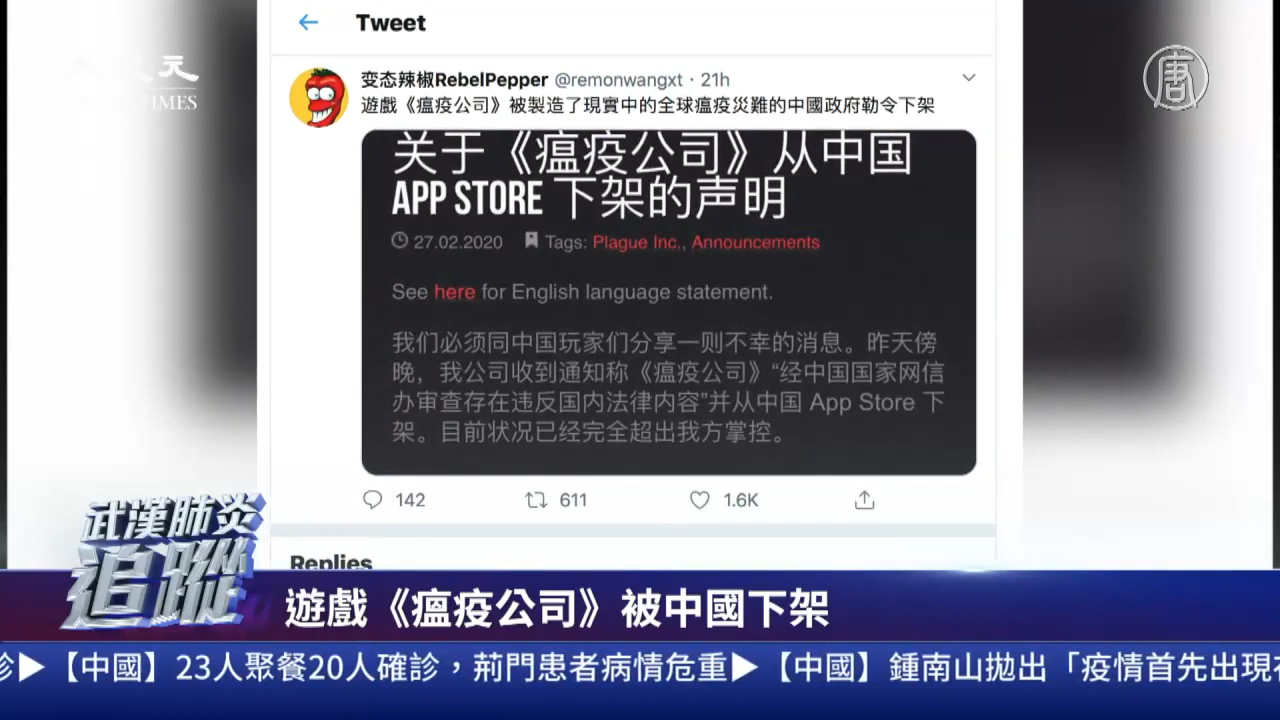 Tweet
变态辣椒RebelPepper @remonwangxt · 21h
遊戲《瘟疫公司》被製造了現實中的全球瘟疫災難的中國政府勒令下架
关于《瘟疫公司》从中国
APP STORE 下架的声明
27.02.2020 Tags: Plague Inc., Announcements
See here for English language statement.
我们必须同中国玩家们分享一则不幸的消息。昨天傍
晚，我公司收到通知称《瘟疫公司》“经中国国家网信
办审查存在违反国内法律内容”并从中国 App Store 下
架。目前状况已经完全超出我方掌控。
142 611 1.6K
Replies
唐
武漢肺炎
追蹤
遊戲《瘟疫公司》被中國下架
【中國】23人聚餐20人確診，荊門患者病情危重▶【中國】鍾南山拋出「疫情首先出現